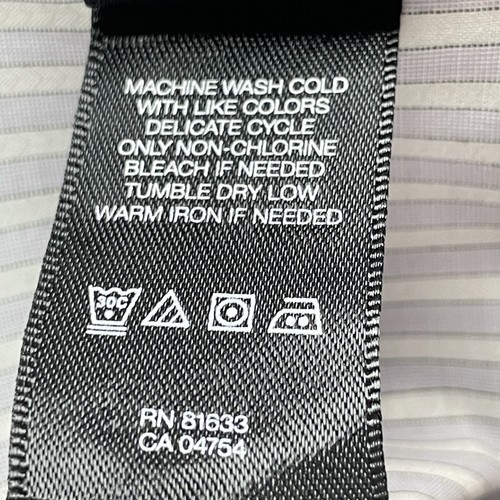 MACHINE WASH COLD
WITH LIKE COLORS
DELICATE CYCLE
ONLY NON-CHLORINE
BLEACH IF NEEDED
TUMBLE DRY LOW
WARM IRON IF NEEDED
30C
RN 81633
CA 04754